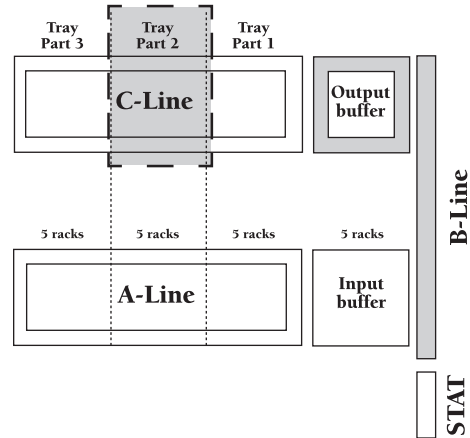 Tray
Part 3
Tray
Part 2
Tray
Part 1
C-Line
Output
buffer
B-Line
5 racks
5 racks
5 racks
5 racks
A-Line
Input
buffer
STAT